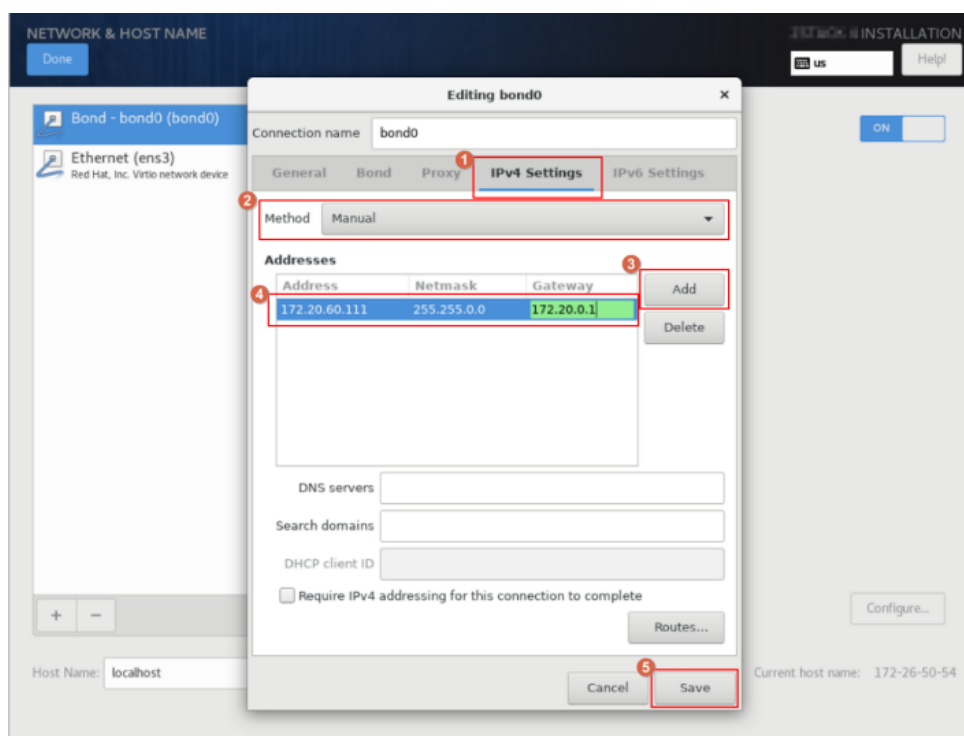 NETWORK & HOST NAME
INSTALLATION
Done
us
Help!
Editing bond0
Bond - bond0 (bond0)
Connection name bond0
ON
Ethernet (ens3)
Red Hat, Inc. Virtio network device
1
General Bond Proxy IPv4 Settings IPv6 Settings
2
Method Manual
Addresses
3
Address Netmask Gateway
Add
4
172.20.60.111 255.255.0.0 172.20.0.1
Delete
DNS servers
Search domains
DHCP client ID
Require IPv4 addressing for this connection to complete
+ −
Configure...
Routes...
Host Name: localhost
5
Cancel Save
Current host name: 172-26-50-54